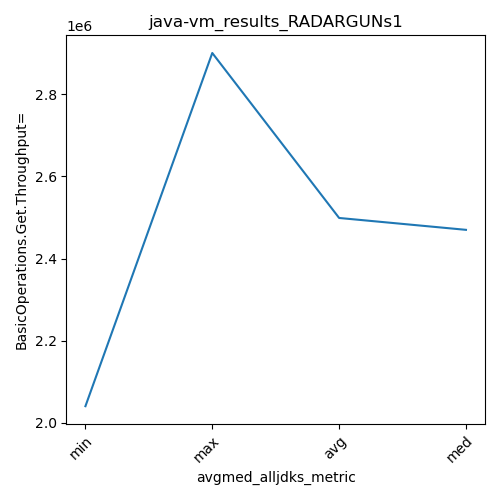 java-vm_results_RADARGUNs1
1e6
2.8
2.6
2.4
2.2
2.0
BasicOperations.Get.Throughput=
min
max
avg
med
avgmed_alljdks_metric